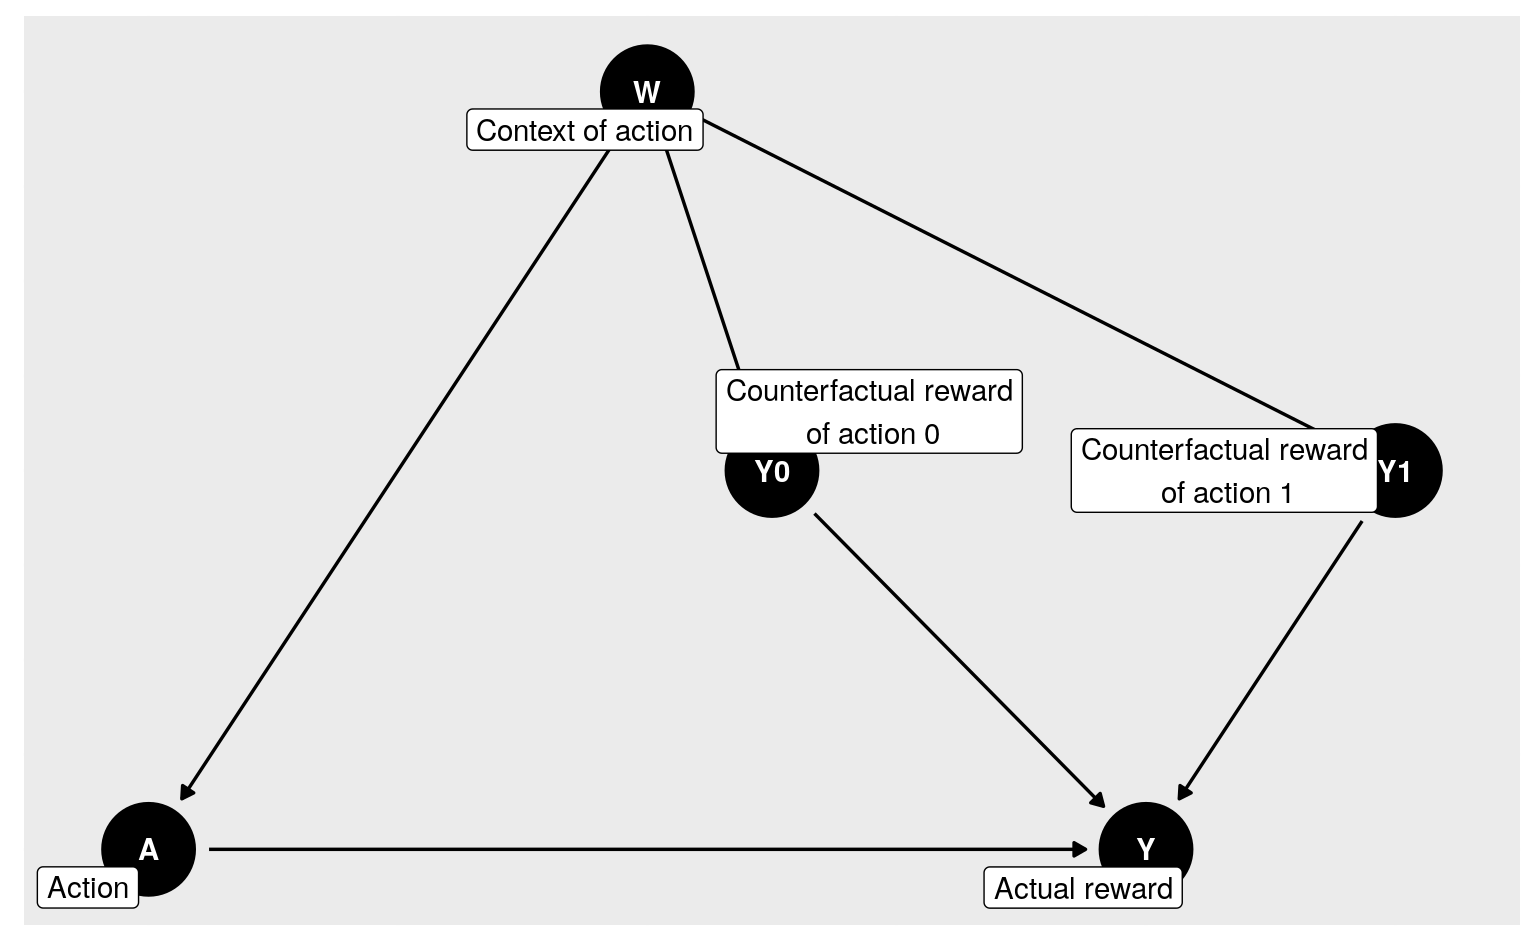 W
Context of action
Counterfactual reward
of action 0
Y0
Counterfactual reward
of action 1
Y1
A
Action
Y
Actual reward